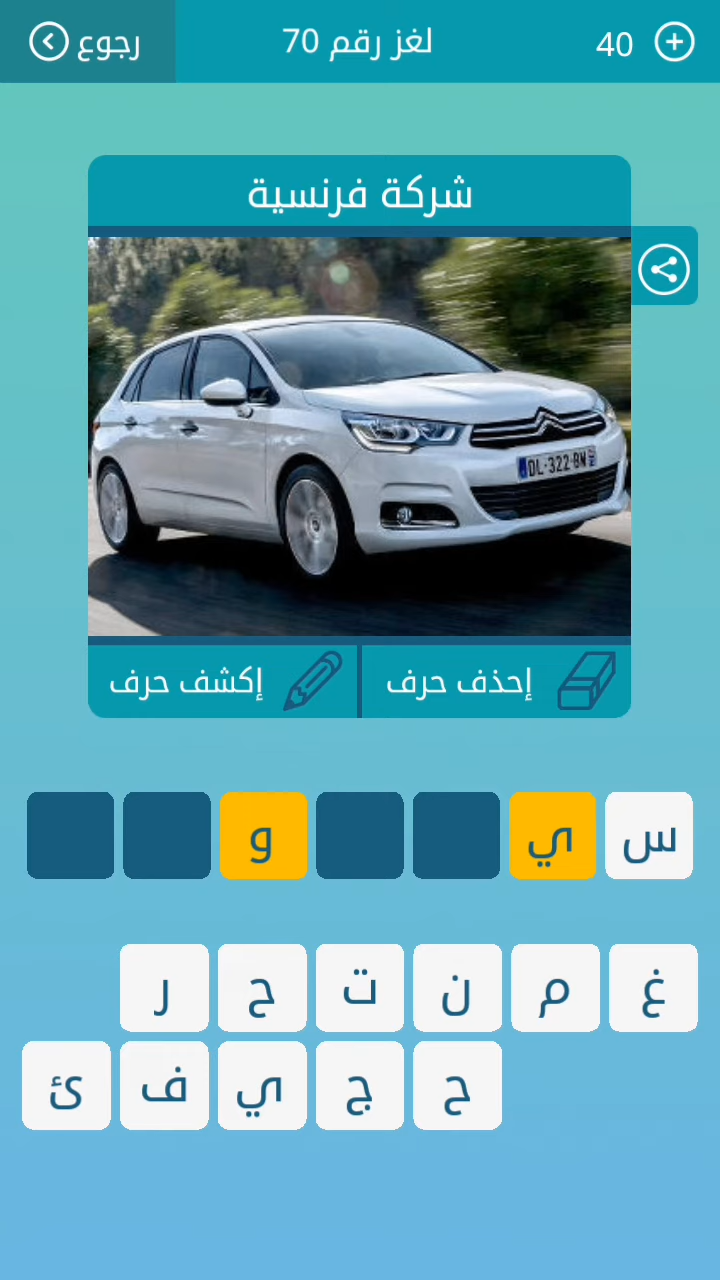 رجوع
لغز رقم 70
40
شركة فرنسية
DL-322-BW
إحذف حرف
إكشف حرف
س ي و
غ م ن ت ح ر
ح ج ي ف ئ